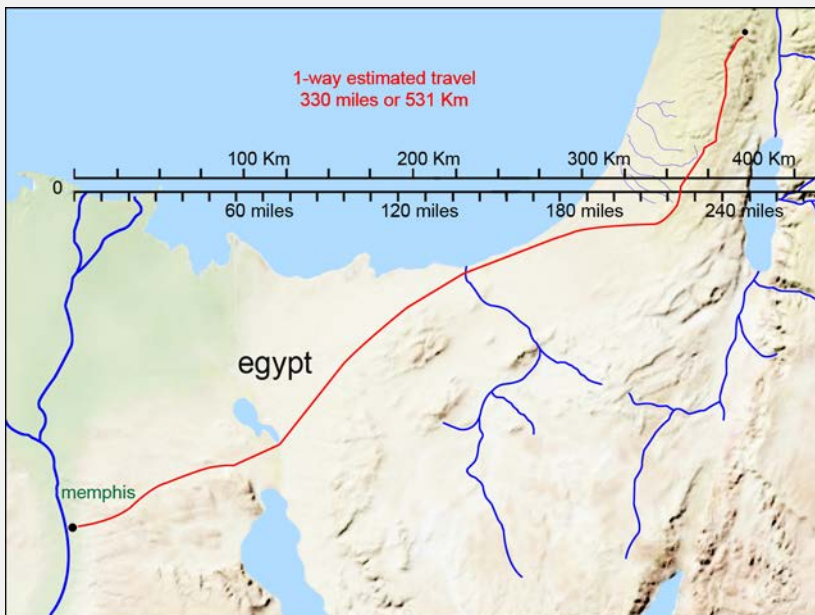 1-way estimated travel
330 miles or 531 Km
100 Km 200 Km 300 Km 400 Km
0
60 miles 120 miles 180 miles 240 miles
egypt
memphis